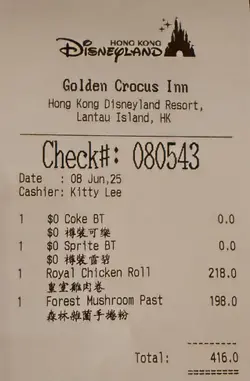 HONG KONG
DISNEYLAND
Golden Crocus Inn
Hong Kong Disneyland Resort,
Lantau Island, HK
Check#: 080543
Date : 08 Jun,25
Cashier: Kitty Lee
1 $0 Coke BT 0.0
$0 樽裝可樂
1 $0 Sprite BT 0.0
$0 樽裝雪碧
1 Royal Chicken Roll 218.0
皇室雞肉卷
1 Forest Mushroom Past 198.0
森林雜菌手捲粉
--------
Total: 416.0
=========